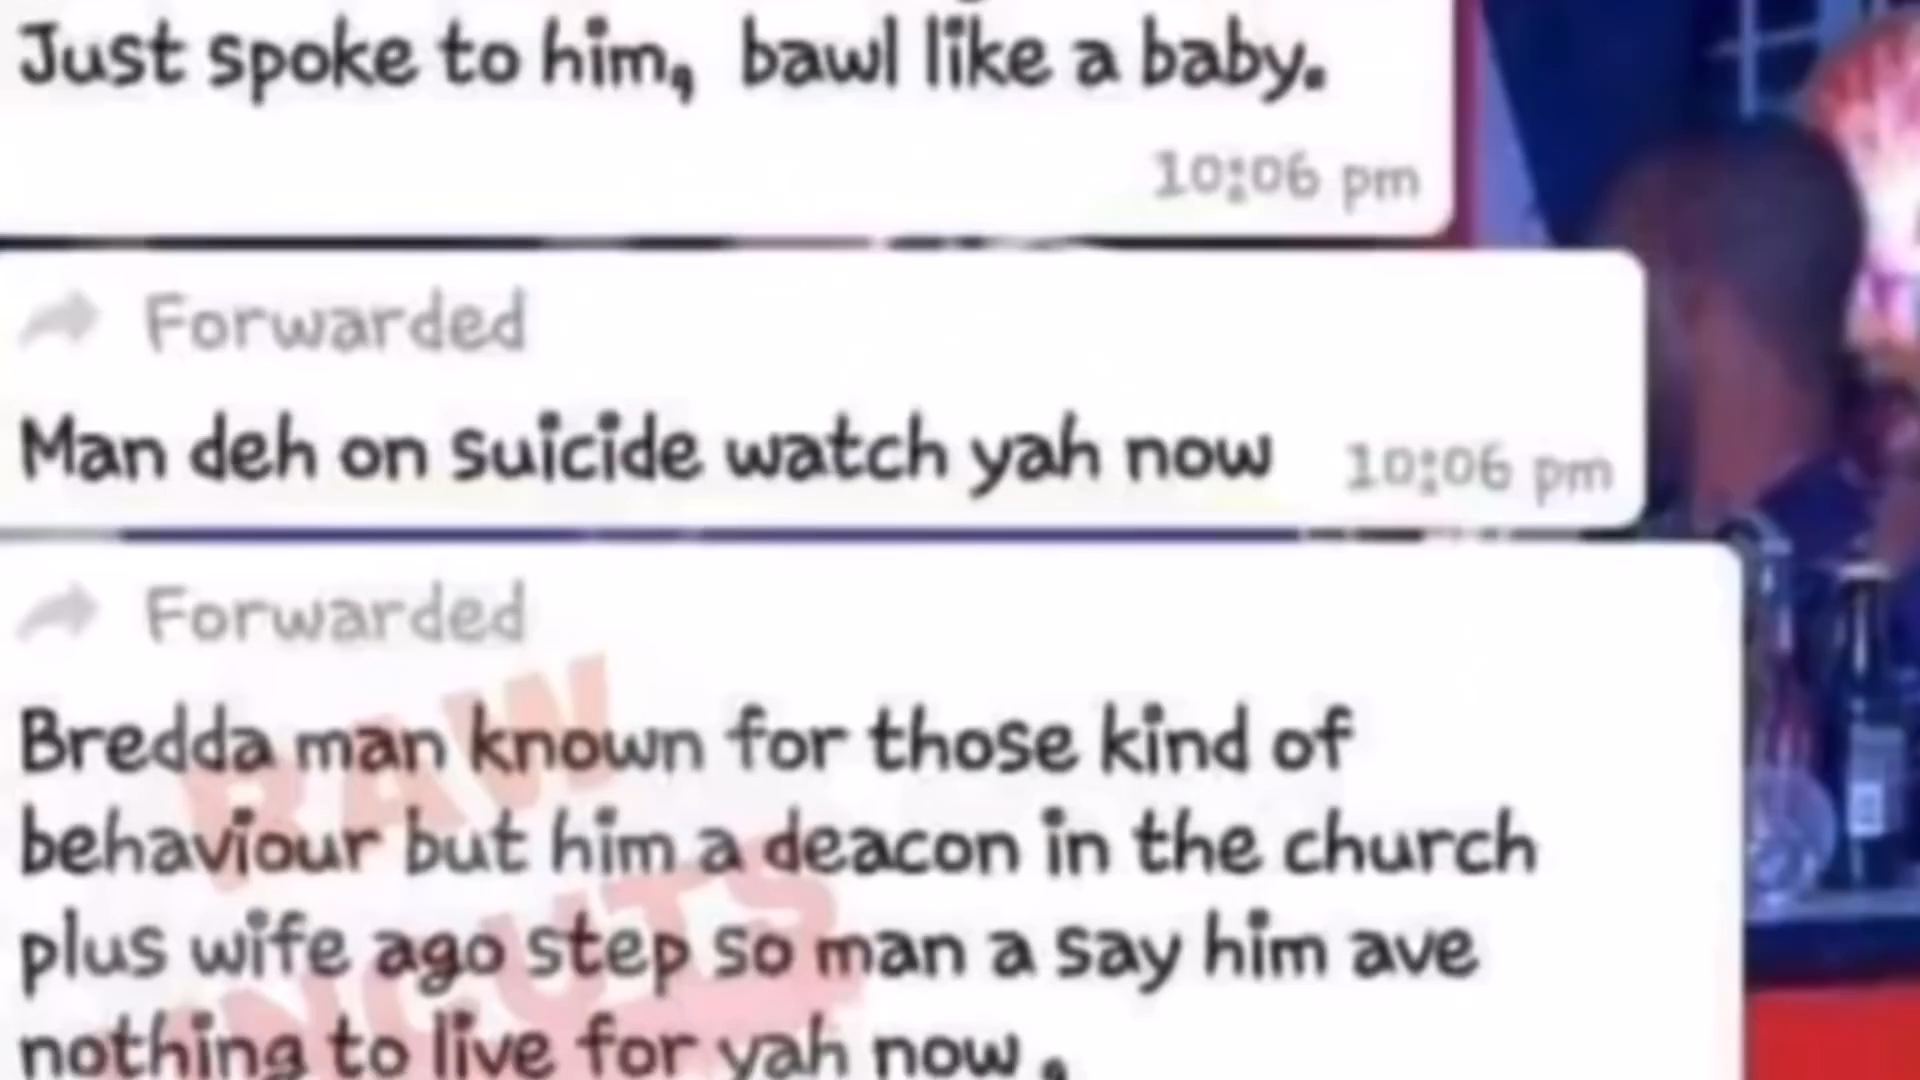 Just spoke to him, bawl like a baby.
10:06 pm
Forwarded
Man deh on suicide watch yah now 10:06 pm
Forwarded
Bredda man known for those kind of
behaviour but him a deacon in the church
plus wife ago step so man a say him ave
nothing to live for yah now ,
RAW